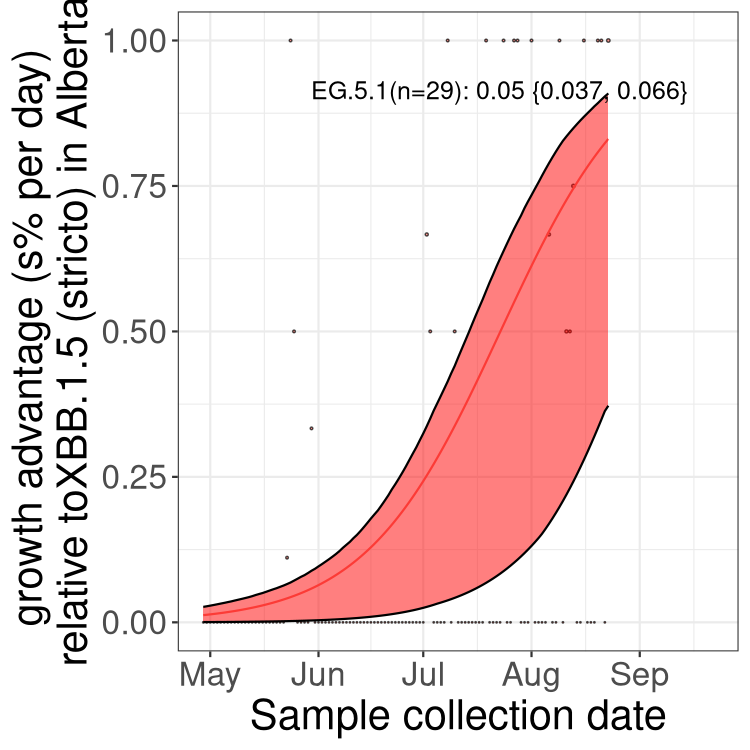 growth advantage (s% per day)
relative toXBB.1.5 (stricto) in Alberta
1.00
0.75
0.50
0.25
0.00
EG.5.1(n=29): 0.05 {0.037, 0.066}
May Jun Jul Aug Sep
Sample collection date